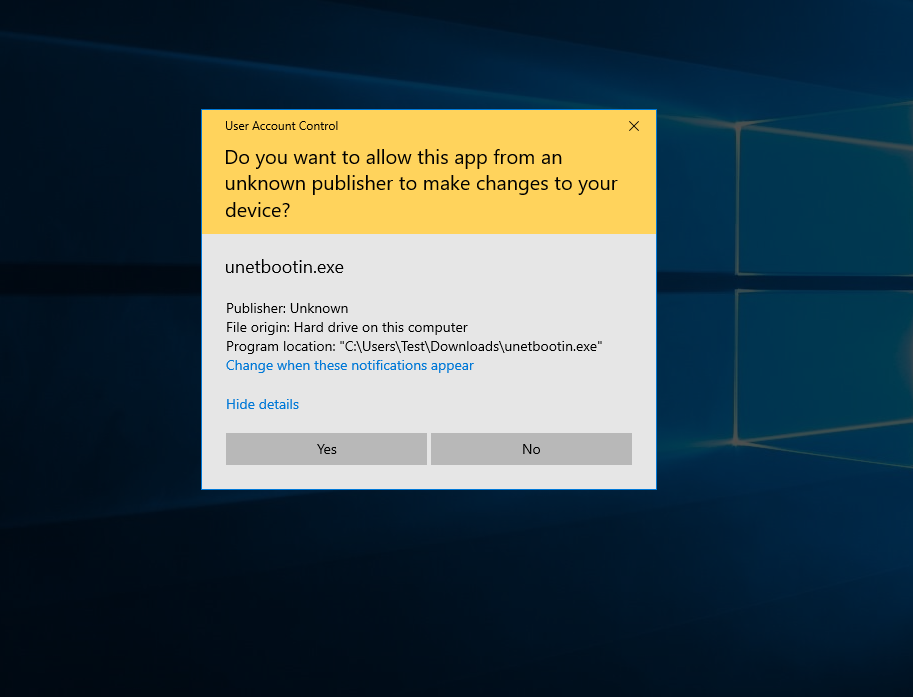 User Account Control
Do you want to allow this app from an
unknown publisher to make changes to your
device?
unetbootin.exe
Publisher: Unknown
File origin: Hard drive on this computer
Program location: "C:\Users\Test\Downloads\unetbootin.exe"
Change when these notifications appear
Hide details
Yes
No